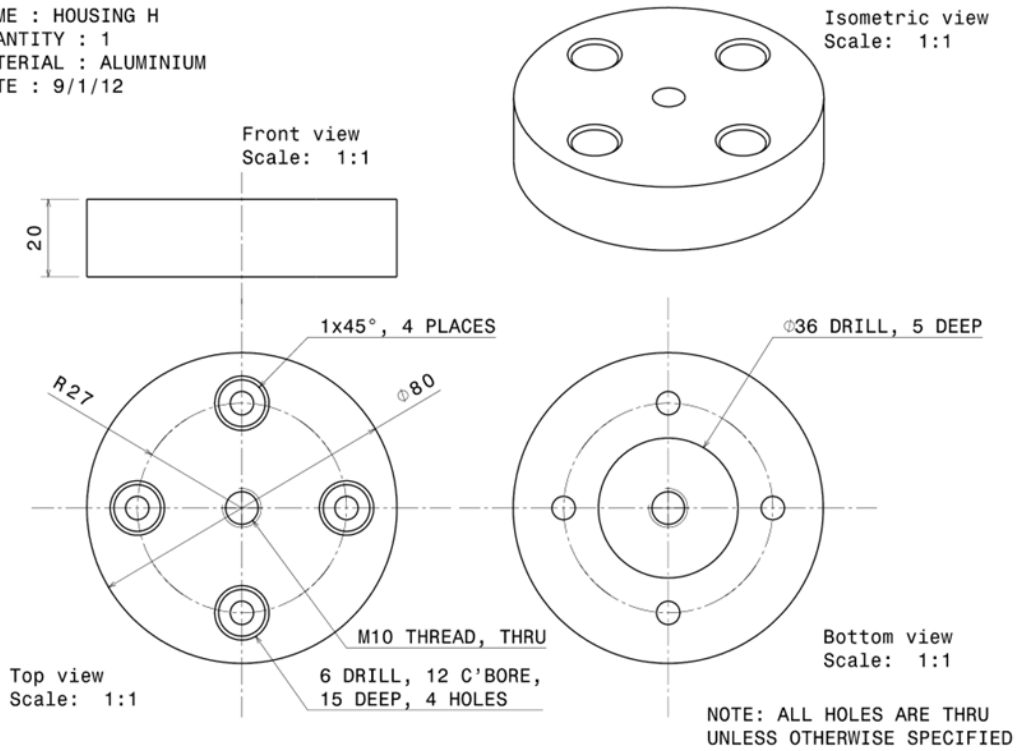 ME : HOUSING H
ANTITY : 1
TERIAL : ALUMINIUM
TE : 9/1/12
Isometric view
Scale: 1:1
Front view
Scale: 1:1
20
1x45°, 4 PLACES
∅36 DRILL, 5 DEEP
R27
∅80
M10 THREAD, THRU
6 DRILL, 12 C'BORE,
15 DEEP, 4 HOLES
Top view
Scale: 1:1
Bottom view
Scale: 1:1
NOTE: ALL HOLES ARE THRU
UNLESS OTHERWISE SPECIFIED